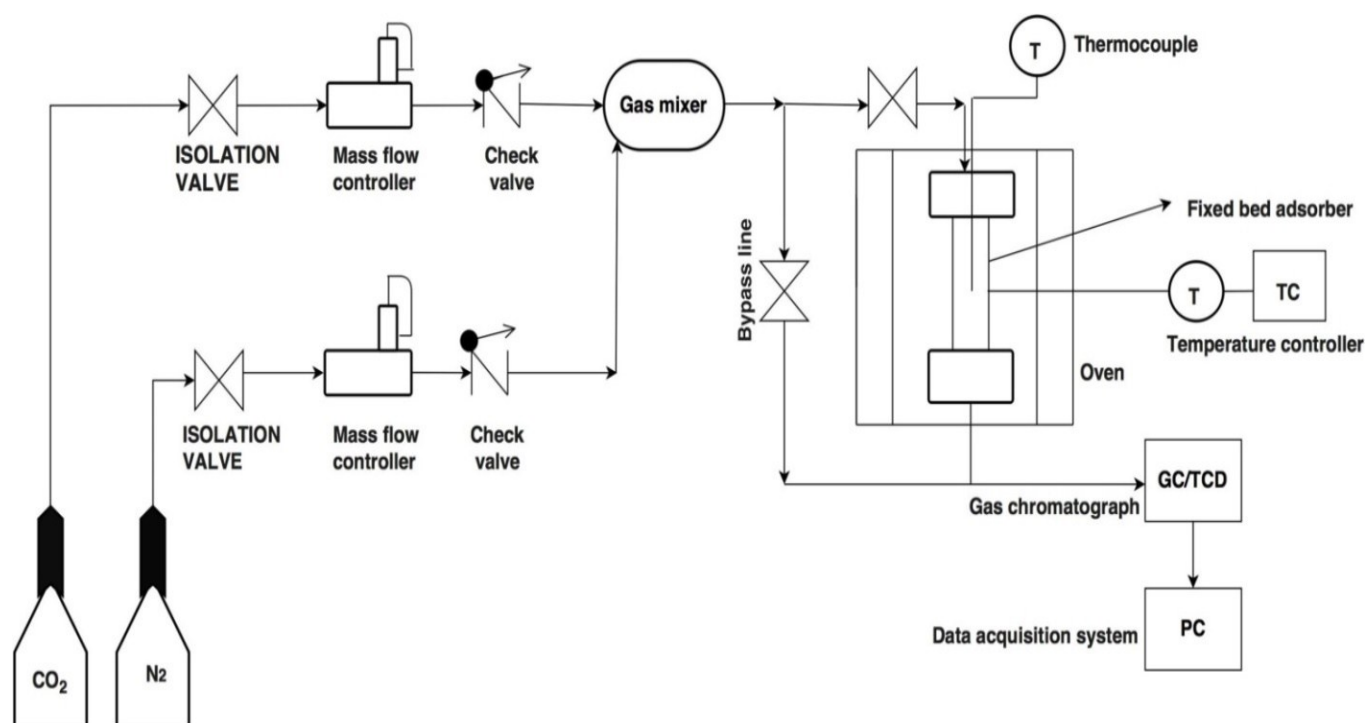 T
Thermocouple
Gas mixer
ISOLATION
VALVE
Mass flow
controller
Check
valve
Fixed bed adsorber
Bypass line
T
TC
Temperature controller
Oven
ISOLATION
VALVE
Mass flow
controller
Check
valve
GC/TCD
Gas chromatograph
PC
Data acquisition system
CO₂
N2